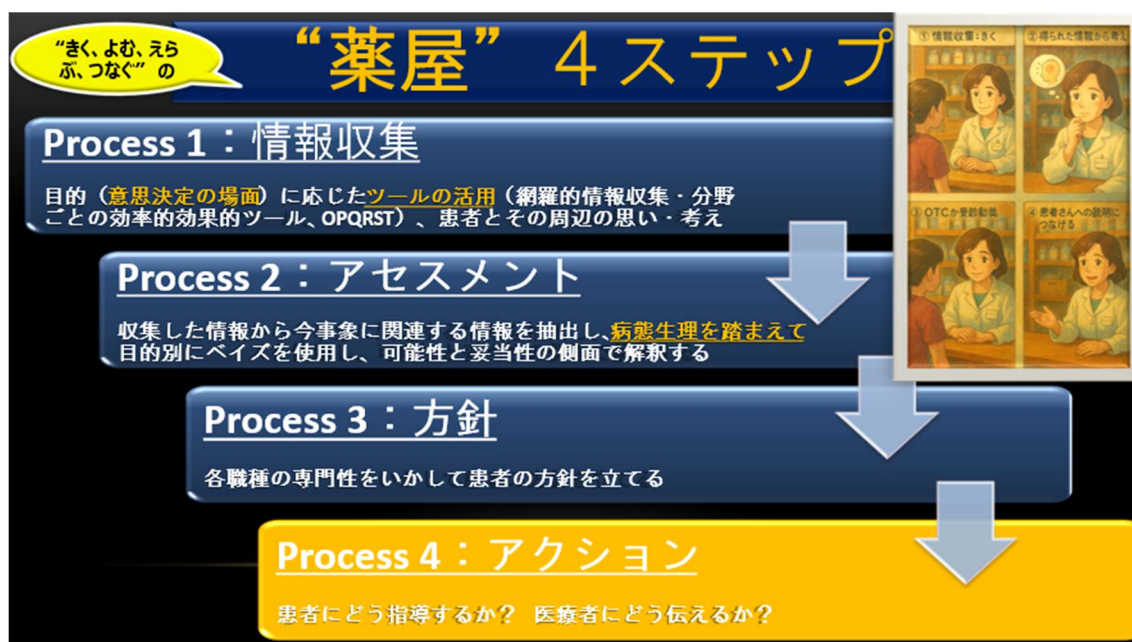 “きく、よむ、えら
ぶ、つなぐ” の
“薬屋” ４ステップ
① 情報収集：きく
② 得られた情報から考え
③ OTCか受診勧奨
④ 患者さんへの説明に
つなげる
Process 1：情報収集
目的（意思決定の場面）に応じたツールの活用（網羅的情報収集・分野
ごとの効率的効果的ツール、OPQRST）、患者とその周辺の思い・考え
Process 2：アセスメント
収集した情報から今事象に関連する情報を抽出し、病態生理を踏まえて
目的別にベイズを使用し、可能性と妥当性の側面で解釈する
Process 3：方針
各職種の専門性をいかして患者の方針を立てる
Process 4：アクション
患者にどう指導するか？ 医療者にどう伝えるか？